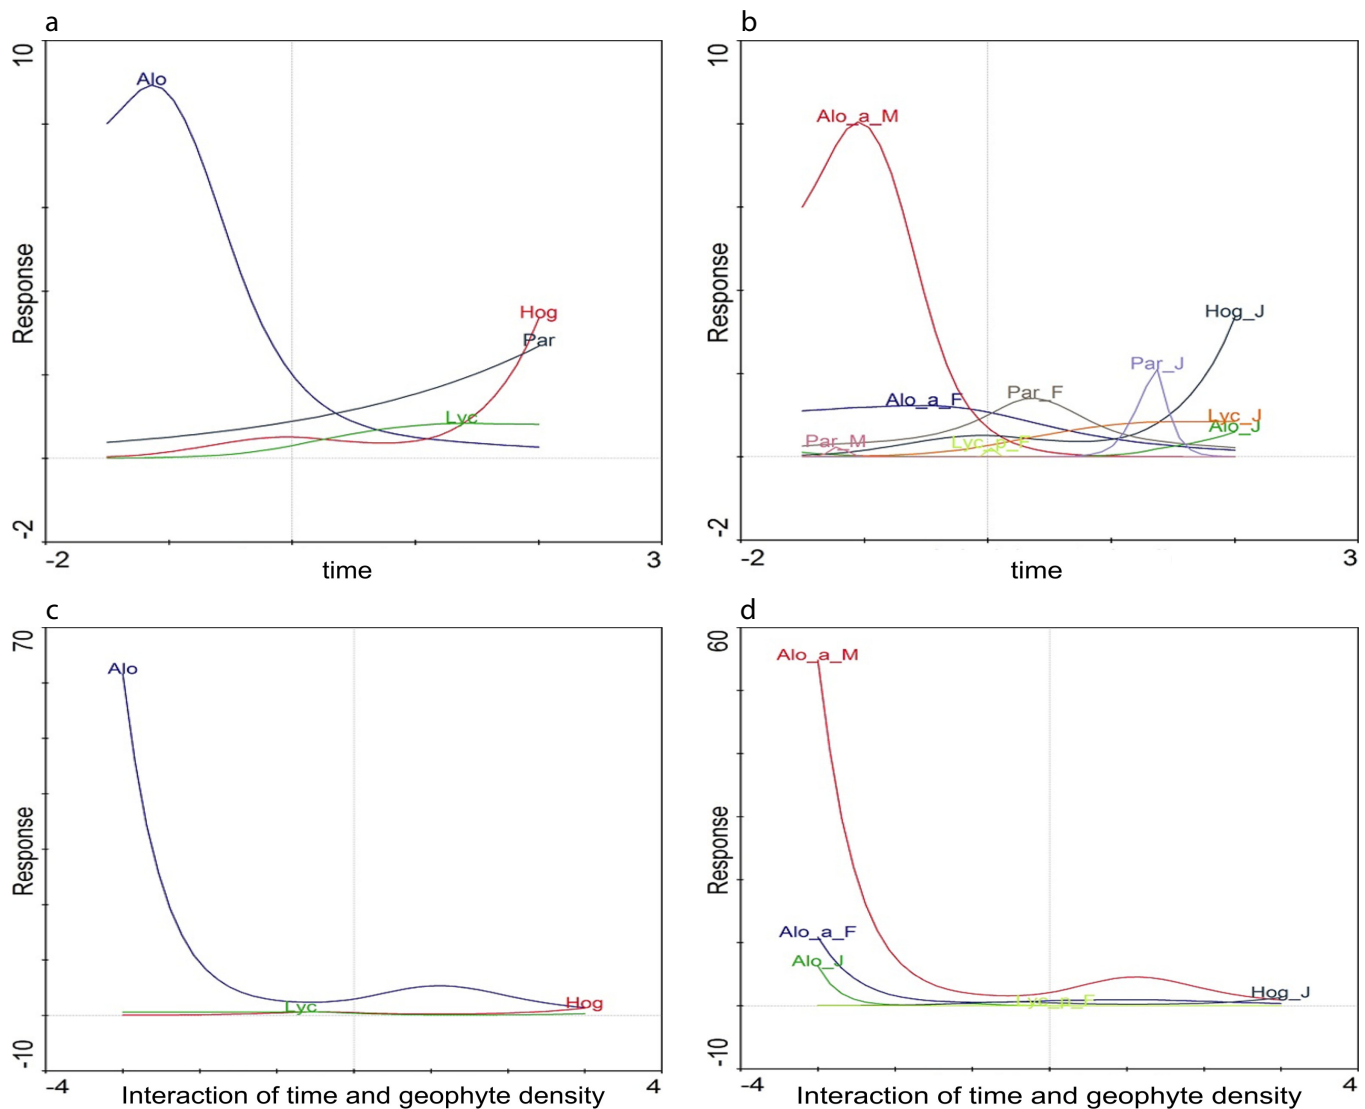 a
10
Alo
Response
Hog
Par
Lyc
-2
-2
3
time
b
10
Alo_a_M
Response
Hog_J
Par_J
Par_F
Alo_a_F
Lyc_J
Alo_J
Par_M
Lyc_p_F
-2
-2
3
time
c
70
Alo
Response
Lyc
Hog
-10
-4
4
Interaction of time and geophyte density
d
60
Alo_a_M
Response
Alo_a_F
Alo_J
Lyc_p_F
Hog_J
-10
-4
4
Interaction of time and geophyte density